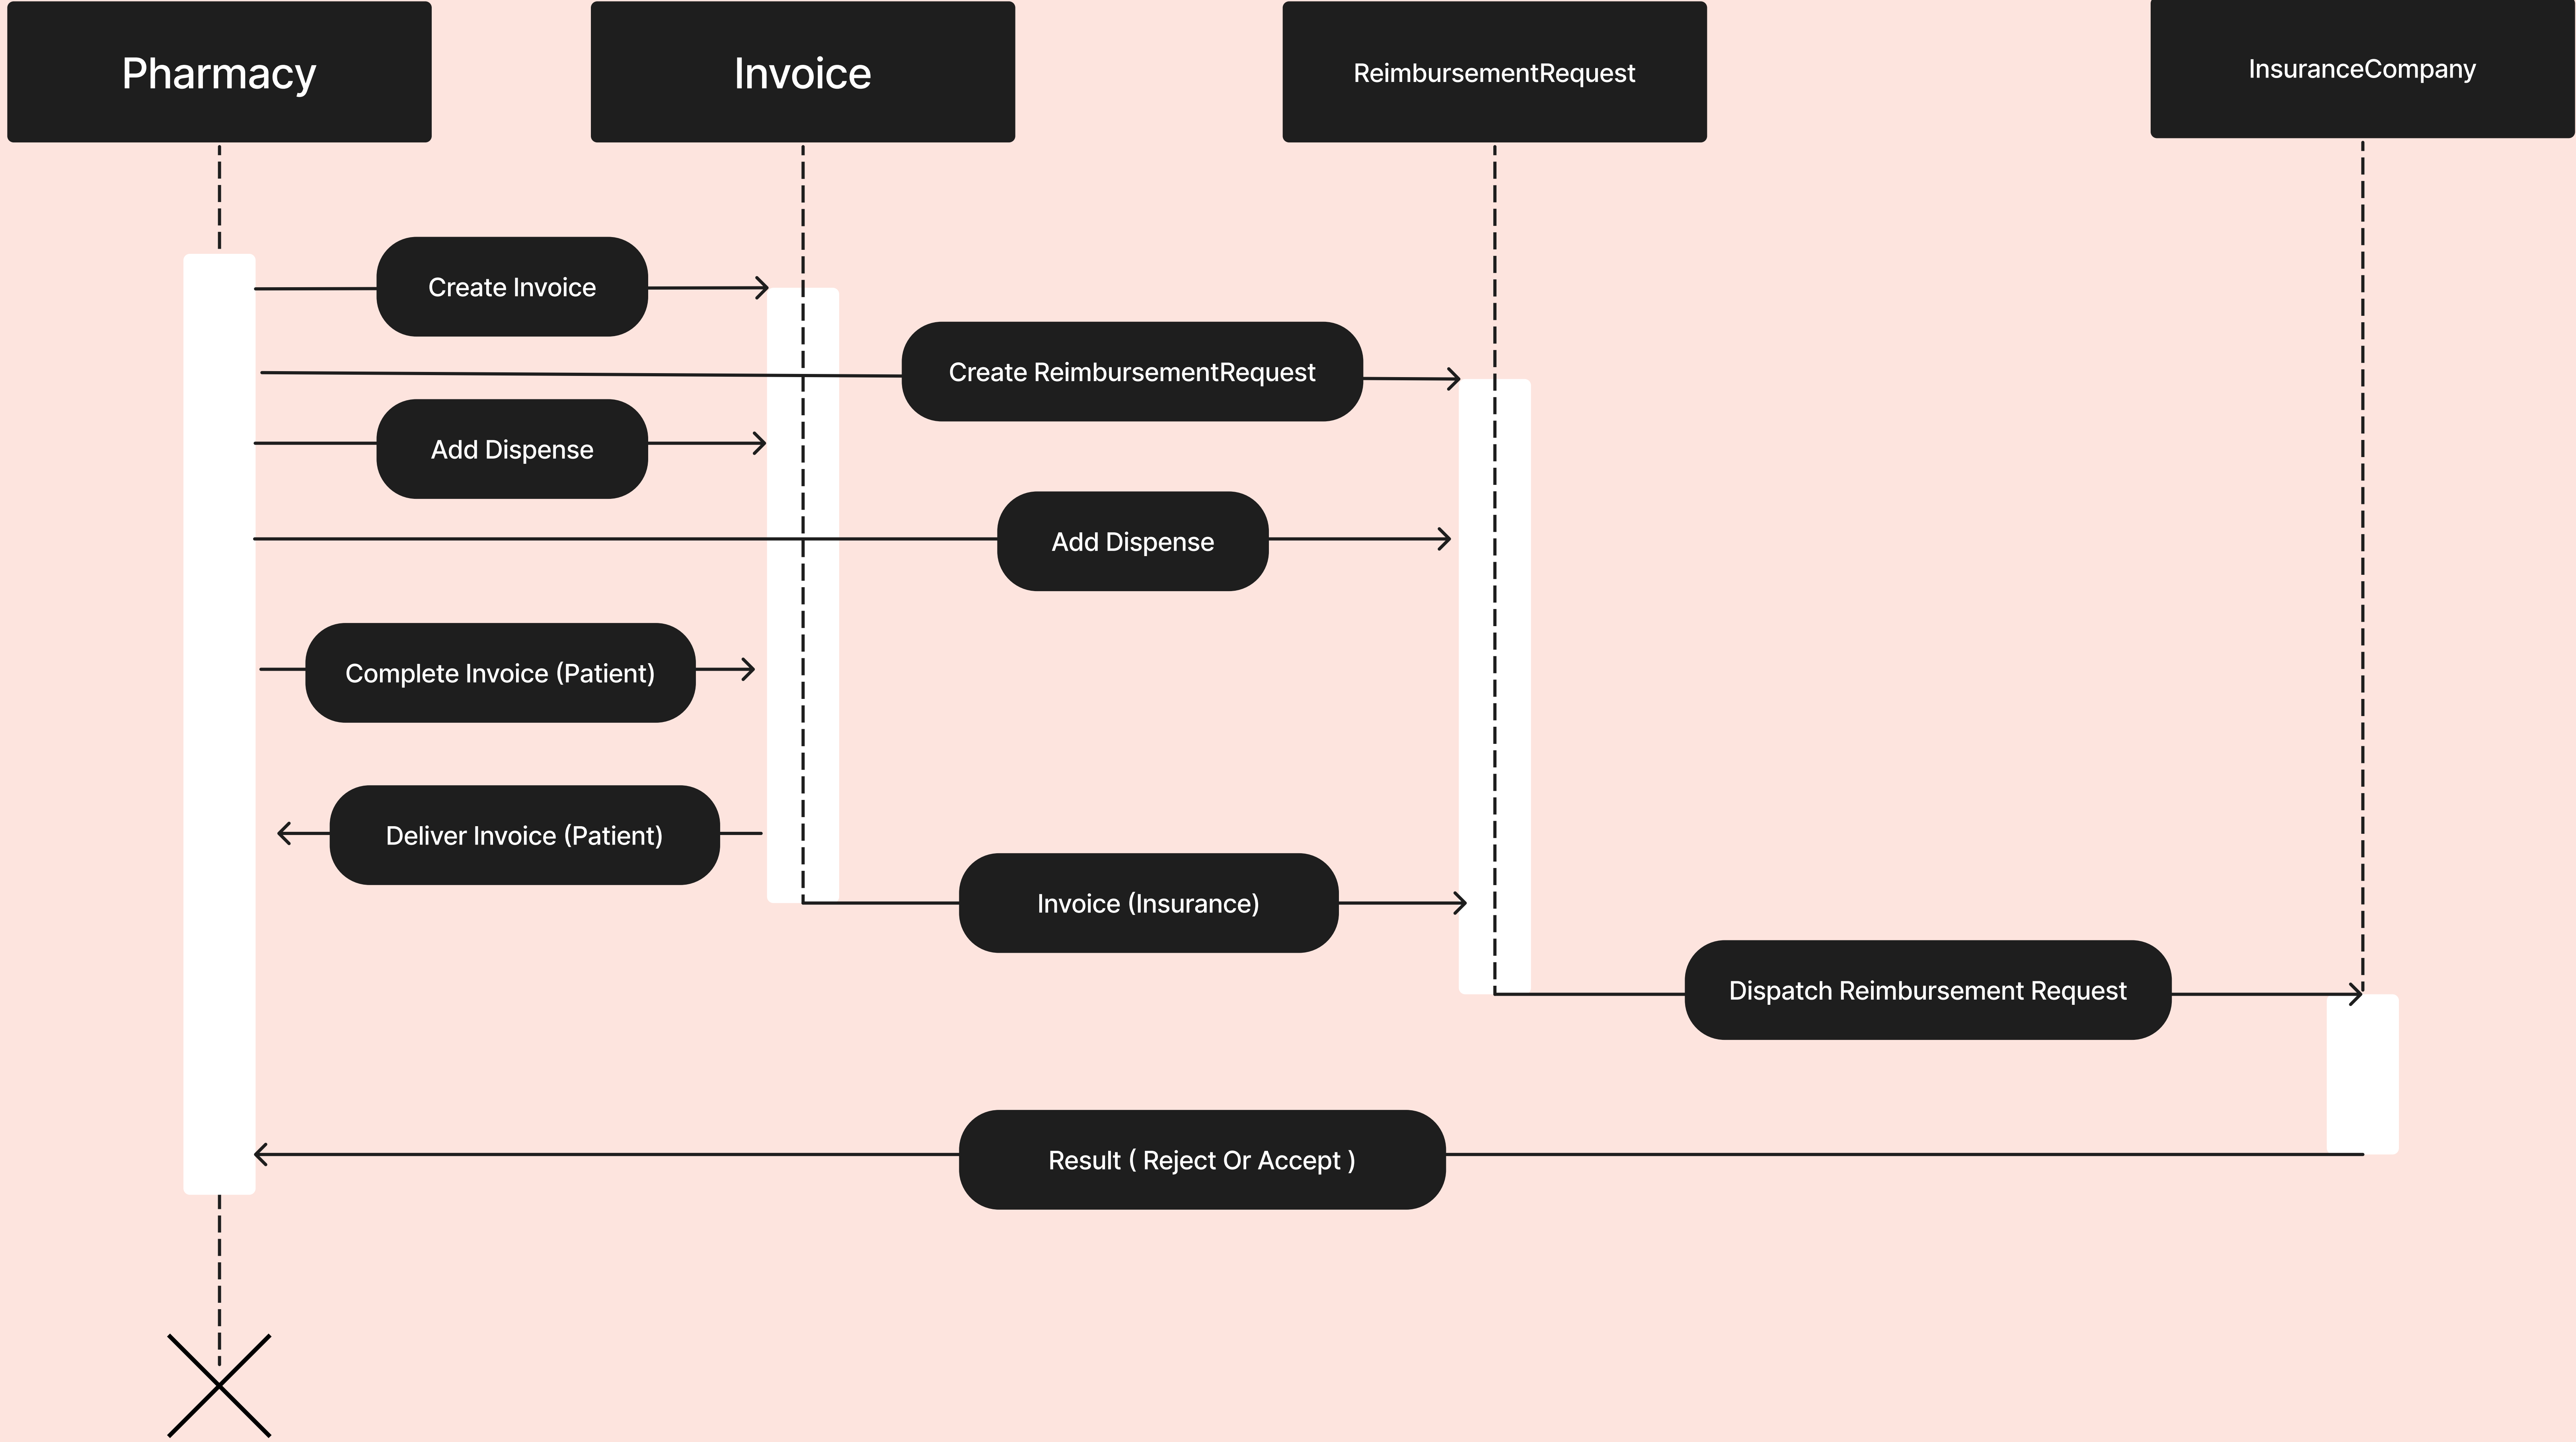 Pharmacy
Invoice
ReimbursementRequest
InsuranceCompany
Create Invoice
Create ReimbursementRequest
Add Dispense
Add Dispense
Complete Invoice (Patient)
Deliver Invoice (Patient)
Invoice (Insurance)
Dispatch Reimbursement Request
Result ( Reject Or Accept )